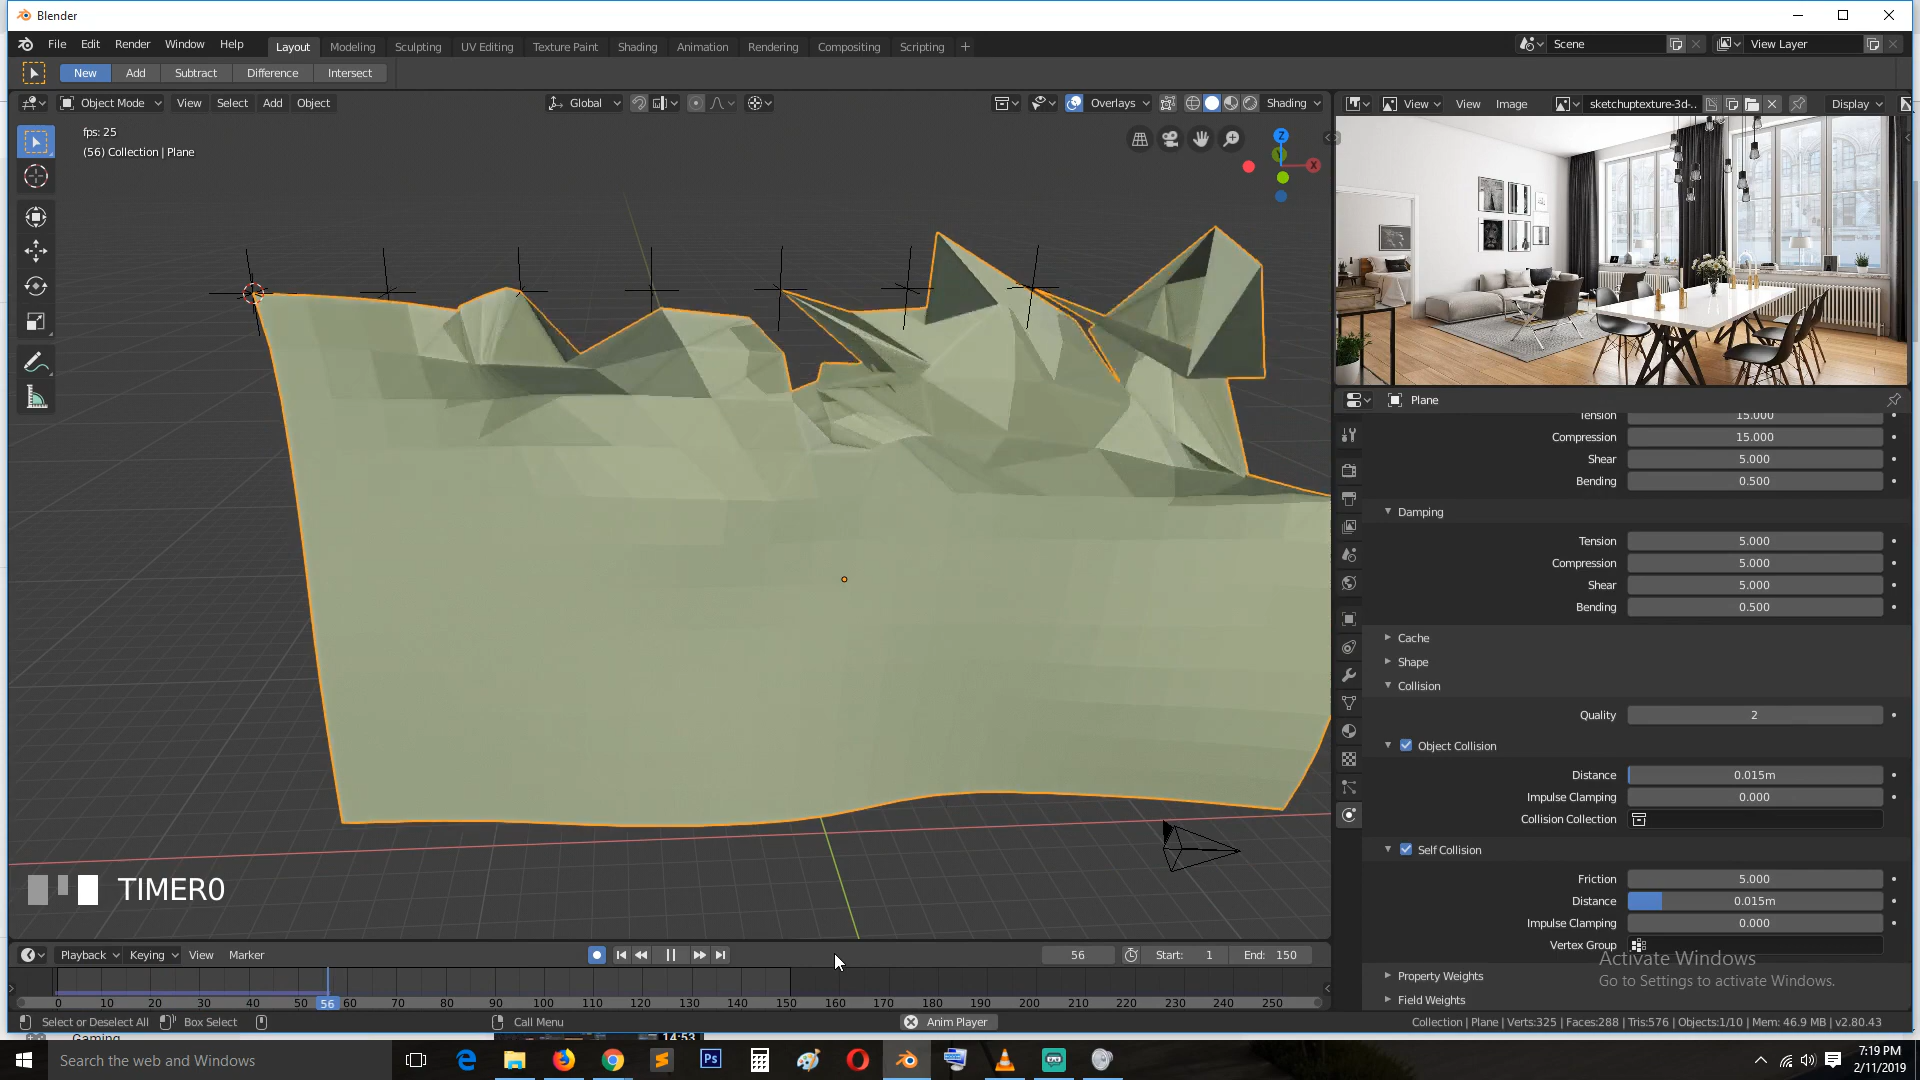 Blender
File Edit Render Window Help Layout Modeling Sculpting UV Editing Texture Paint Shading Animation Rendering Compositing Scripting + Scene View Layer
New Add Subtract Difference Intersect
Object Mode View Select Add Object Global Overlays Shading View View Image sketchuptexture-3d-.. Display
fps: 25
(56) Collection | Plane
Z
X
Plane
Tension 15.000
Compression 15.000
Shear 5.000
Bending 0.500
Damping
Tension 5.000
Compression 5.000
Shear 5.000
Bending 0.500
Cache
Shape
Collision
Quality 2
Object Collision
Distance 0.015m
Impulse Clamping 0.000
Collision Collection
Self Collision
Friction 5.000
Distance 0.015m
Impulse Clamping 0.000
Vertex Group
Property Weights
Field Weights
Activate Windows
Go to Settings to activate Windows.
TIMER0
Playback Keying View Marker 56 Start: 1 End: 150
0 10 20 30 40 50 56 60 70 80 90 100 110 120 130 140 150 160 170 180 190 200 210 220 230 240 250
Select or Deselect All Box Select Call Menu Anim Player Collection | Plane | Verts:325 | Faces:288 | Tris:576 | Objects:1/10 | Mem: 46.9 MB | v2.80.43
Gaming 14:53
Search the web and Windows Ps 7:19 PM
2/11/2019